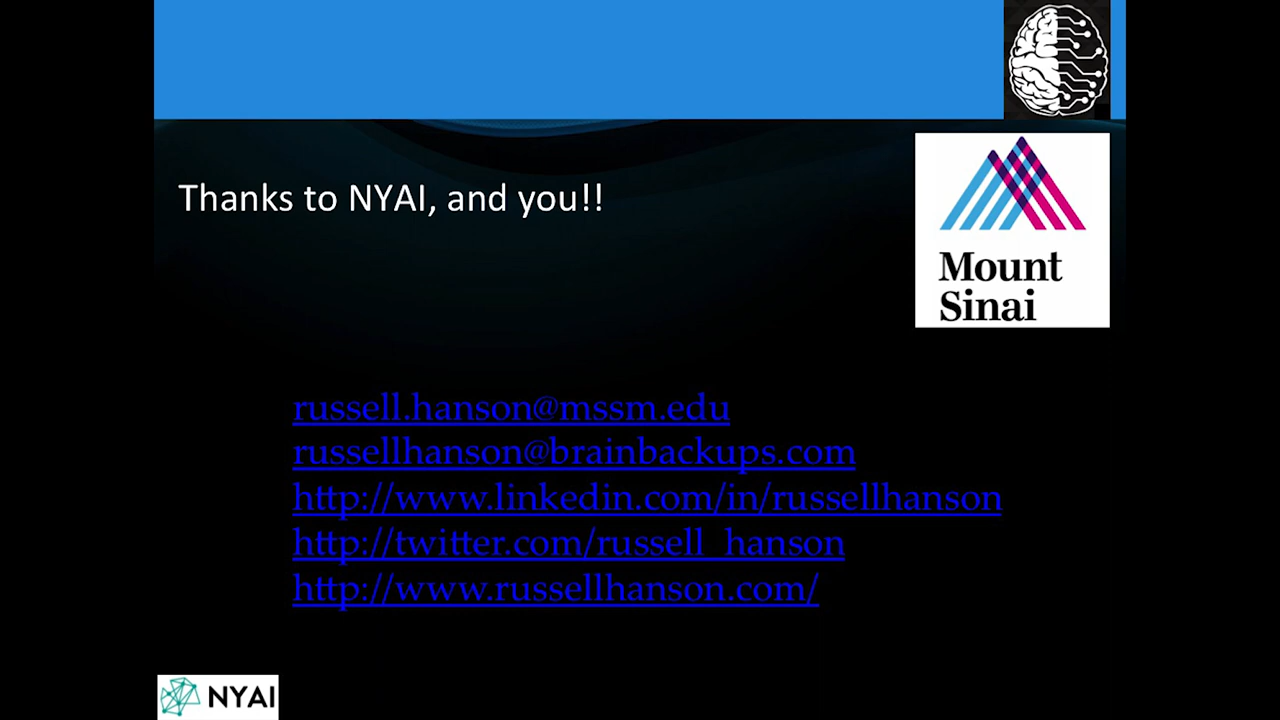 Thanks to NYAI, and you!!
Mount
Sinai
russell.hanson@mssm.edu
russellhanson@brainbackups.com
http://www.linkedin.com/in/russellhanson
http://twitter.com/russell_hanson
http://www.russellhanson.com/
NYAI